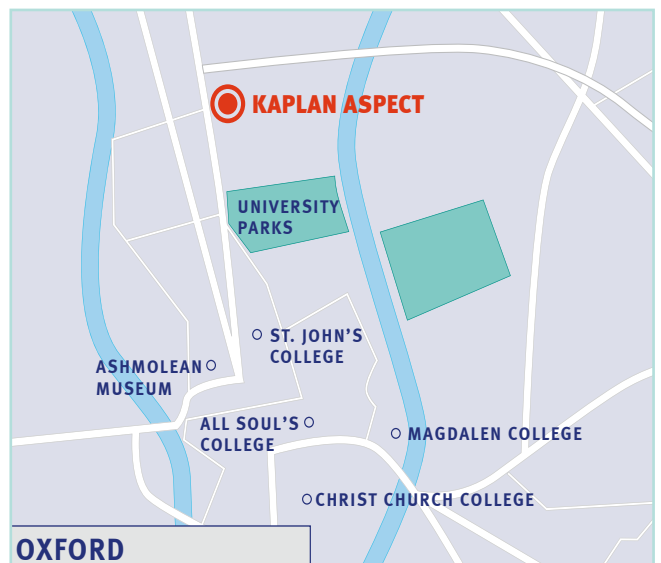 KAPLAN ASPECT
UNIVERSITY
PARKS
ST. JOHN'S
COLLEGE
ASHMOLEAN
MUSEUM
ALL SOUL'S
COLLEGE
MAGDALEN COLLEGE
CHRIST CHURCH COLLEGE
OXFORD